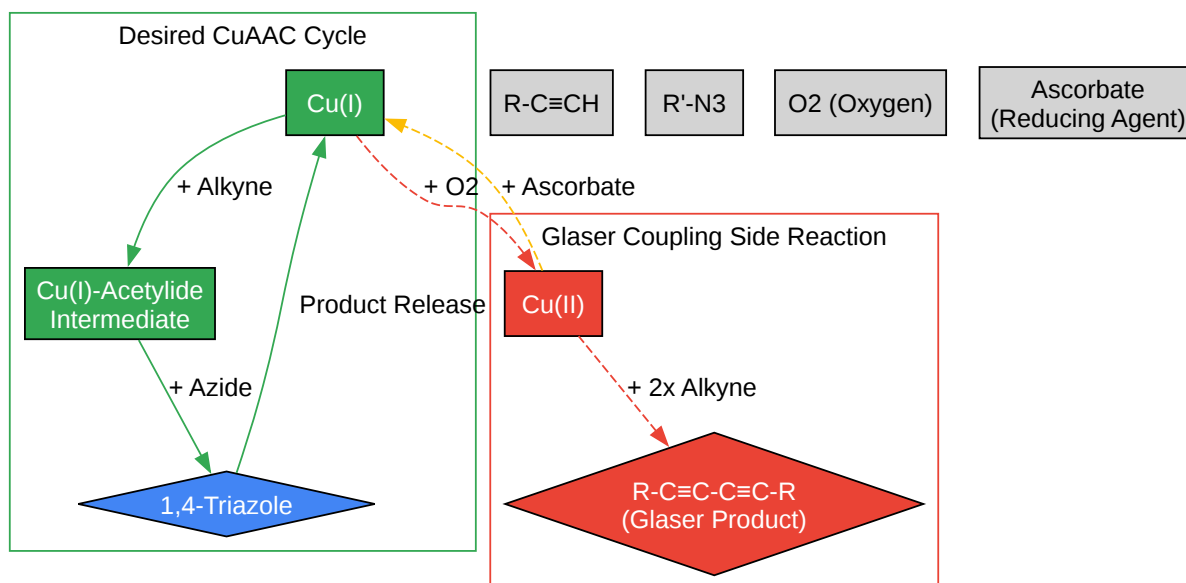 Desired CuAAC Cycle
Cu(I)
R-C≡CH
R'-N3
O2 (Oxygen)
Ascorbate
(Reducing Agent)
+ Alkyne
+ O2
+ Ascorbate
Glaser Coupling Side Reaction
Cu(I)-Acetylide
Intermediate
Product Release
Cu(II)
+ Azide
+ 2x Alkyne
1,4-Triazole
R-C≡C-C≡C-R
(Glaser Product)